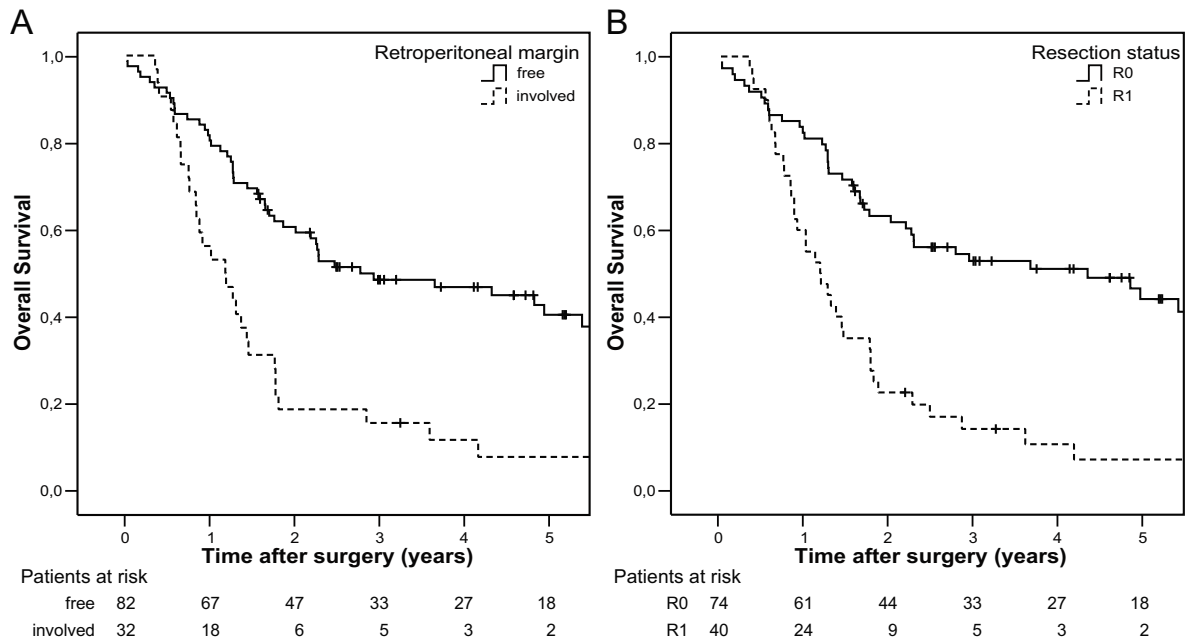 A
Retroperitoneal margin
free
involved
1,0
0,8
0,6
0,4
0,2
0,0
Overall Survival
0 1 2 3 4 5
Time after surgery (years)
Patients at risk
free 82 67 47 33 27 18
involved 32 18 6 5 3 2
B
Resection status
R0
R1
1,0
0,8
0,6
0,4
0,2
0,0
Overall Survival
0 1 2 3 4 5
Time after surgery (years)
Patients at risk
R0 74 61 44 33 27 18
R1 40 24 9 5 3 2